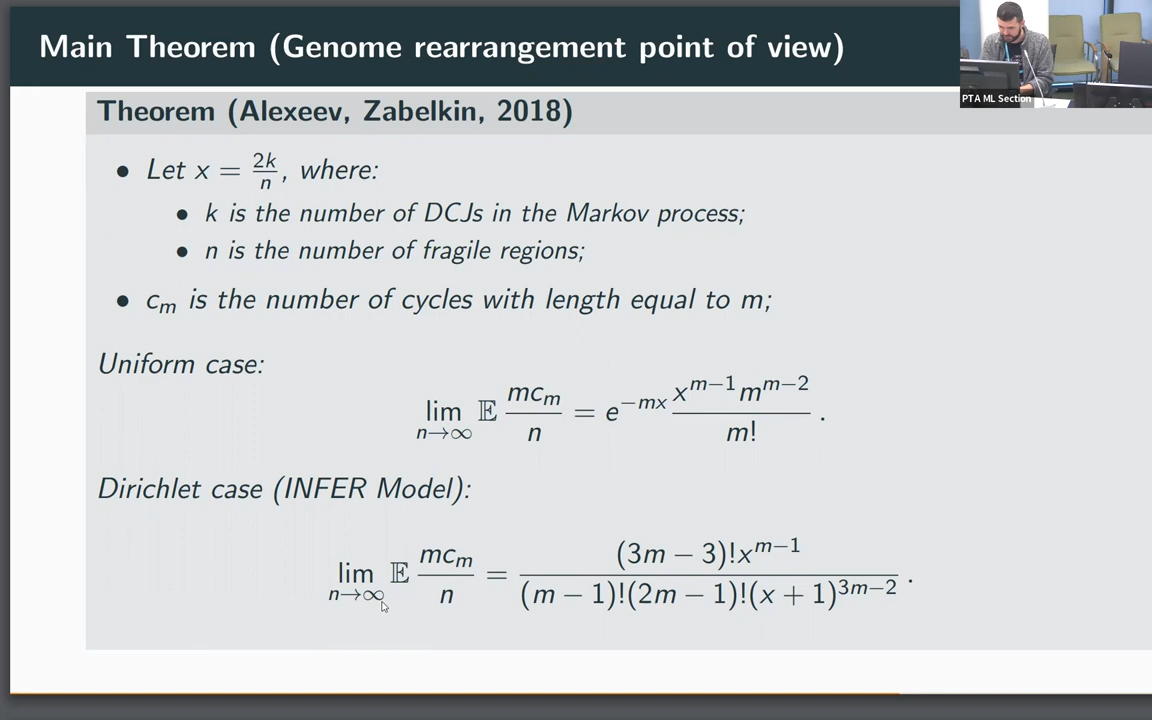 Main Theorem (Genome rearrangement point of view)
PTA ML Section
Theorem (Alexeev, Zabelkin, 2018)
• Let x = 2k/n, where:
• k is the number of DCJs in the Markov process;
• n is the number of fragile regions;
• c_m is the number of cycles with length equal to m;
Uniform case:
lim_{n→∞} 𝔼 mc_m/n = e^{−mx} x^{m−1}m^{m−2}/m! .
Dirichlet case (INFER Model):
lim_{n→∞} 𝔼 mc_m/n = (3m − 3)!x^{m−1}/((m − 1)!(2m − 1)!(x + 1)^{3m−2}) .